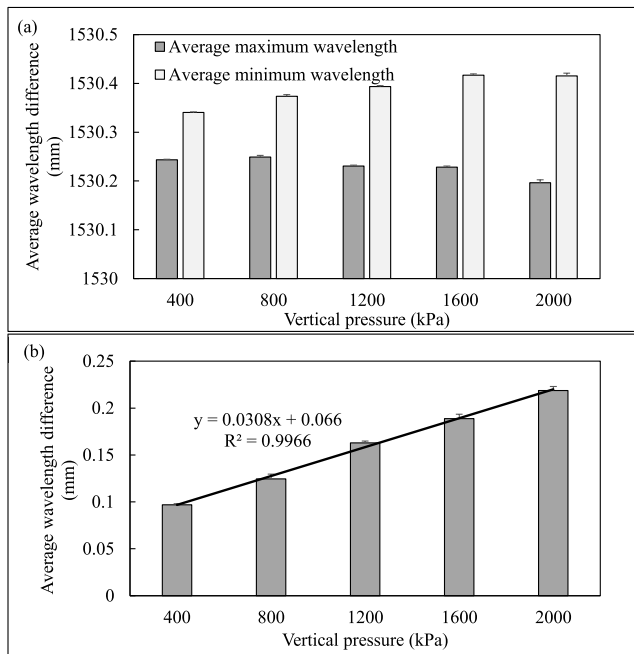 (a)
1530.5
1530.4
1530.3
1530.2
1530.1
1530
Average wavelength difference
(mm)
Average maximum wavelength
Average minimum wavelength
400 800 1200 1600 2000
Vertical pressure (kPa)
(b)
0.25
0.2
0.15
0.1
0.05
0
Average wavelength difference
(mm)
y = 0.0308x + 0.066
R² = 0.9966
400 800 1200 1600 2000
Vertical pressure (kPa)